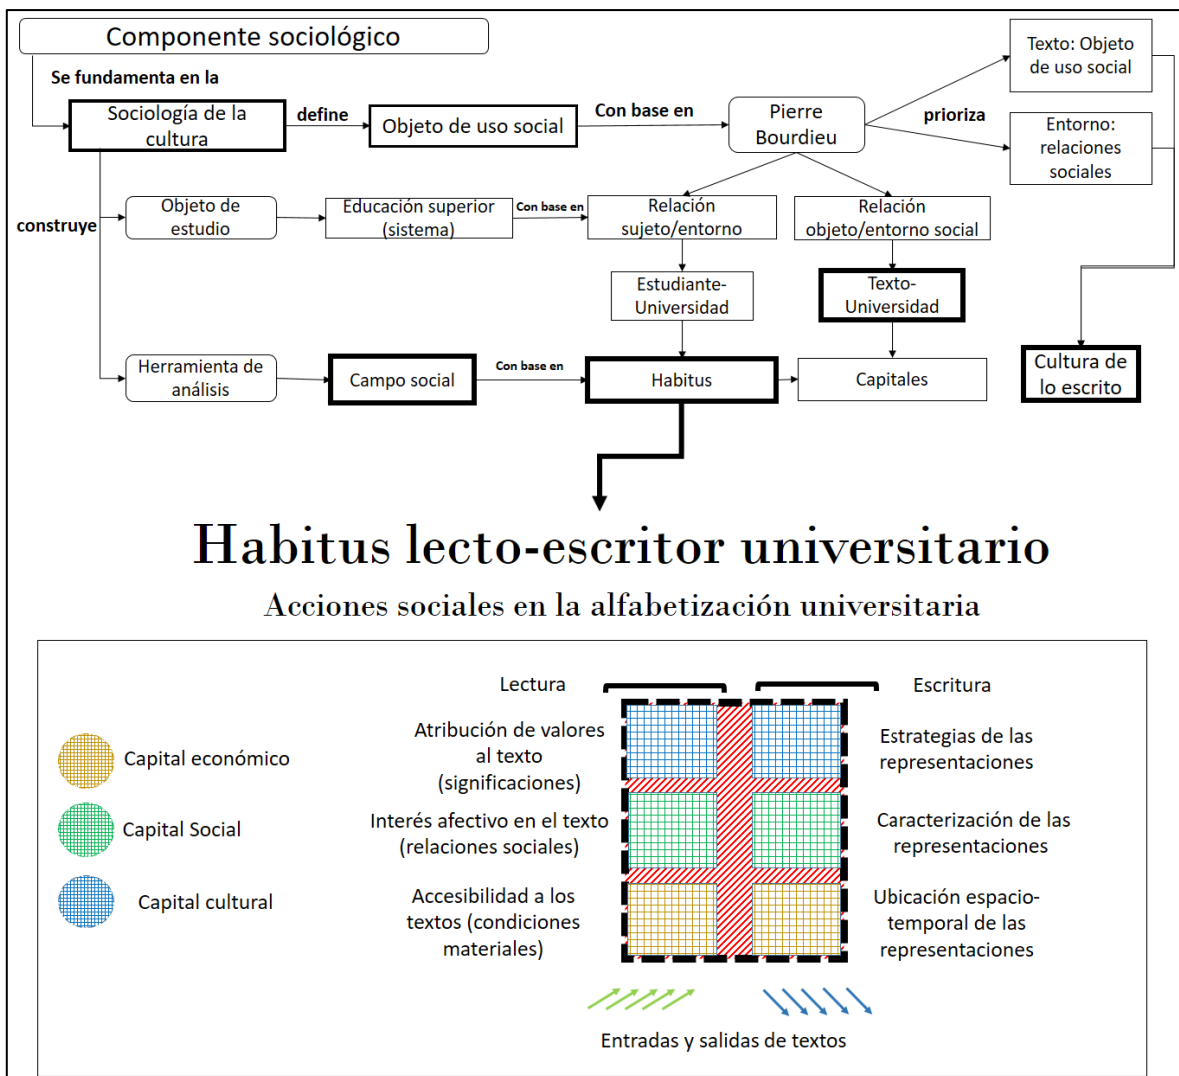 Componente sociológico
Se fundamenta en la
Sociología de la
cultura
define
Objeto de uso social
Con base en
Pierre
Bourdieu
prioriza
Texto: Objeto
de uso social
Entorno:
relaciones
sociales
construye
Objeto de
estudio
Educación superior
(sistema)
Con base en
Relación
sujeto/entorno
Relación
objeto/entorno social
Estudiante-
Universidad
Texto-
Universidad
Herramienta de
análisis
Campo social
Con base en
Habitus
Capitales
Cultura de
lo escrito
Habitus lecto-escritor universitario
Acciones sociales en la alfabetización universitaria
Lectura
Escritura
Capital económico
Capital Social
Capital cultural
Atribución de valores
al texto
(significaciones)
Interés afectivo en el texto
(relaciones sociales)
Accesibilidad a los
textos (condiciones
materiales)
Estrategias de las
representaciones
Caracterización de las
representaciones
Ubicación espacio-
temporal de las
representaciones
Entradas y salidas de textos